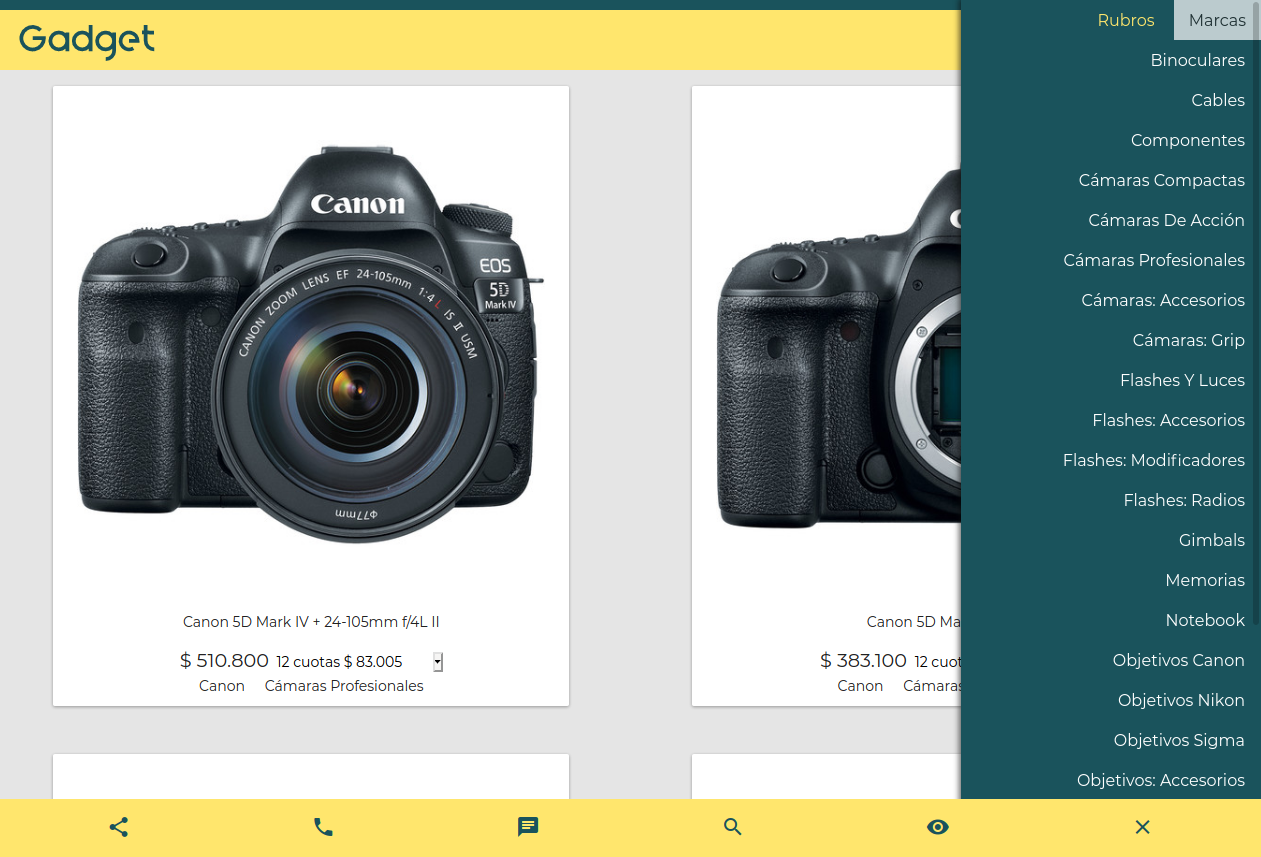 Gadget
Canon
EOS
5D
Mark IV
CANON ZOOM LENS EF 24-105mm 1:4 L IS II USM
φ77mm
Canon 5D Mark IV + 24-105mm f/4L II
$ 510.800 12 cuotas $ 83.005
Canon Cámaras Profesionales
Canon 5D Ma
$ 383.100 12 cuot
Canon Cámaras
Rubros Marcas
Binoculares
Cables
Componentes
Cámaras Compactas
Cámaras De Acción
Cámaras Profesionales
Cámaras: Accesorios
Cámaras: Grip
Flashes Y Luces
Flashes: Accesorios
Flashes: Modificadores
Flashes: Radios
Gimbals
Memorias
Notebook
Objetivos Canon
Objetivos Nikon
Objetivos Sigma
Objetivos: Accesorios